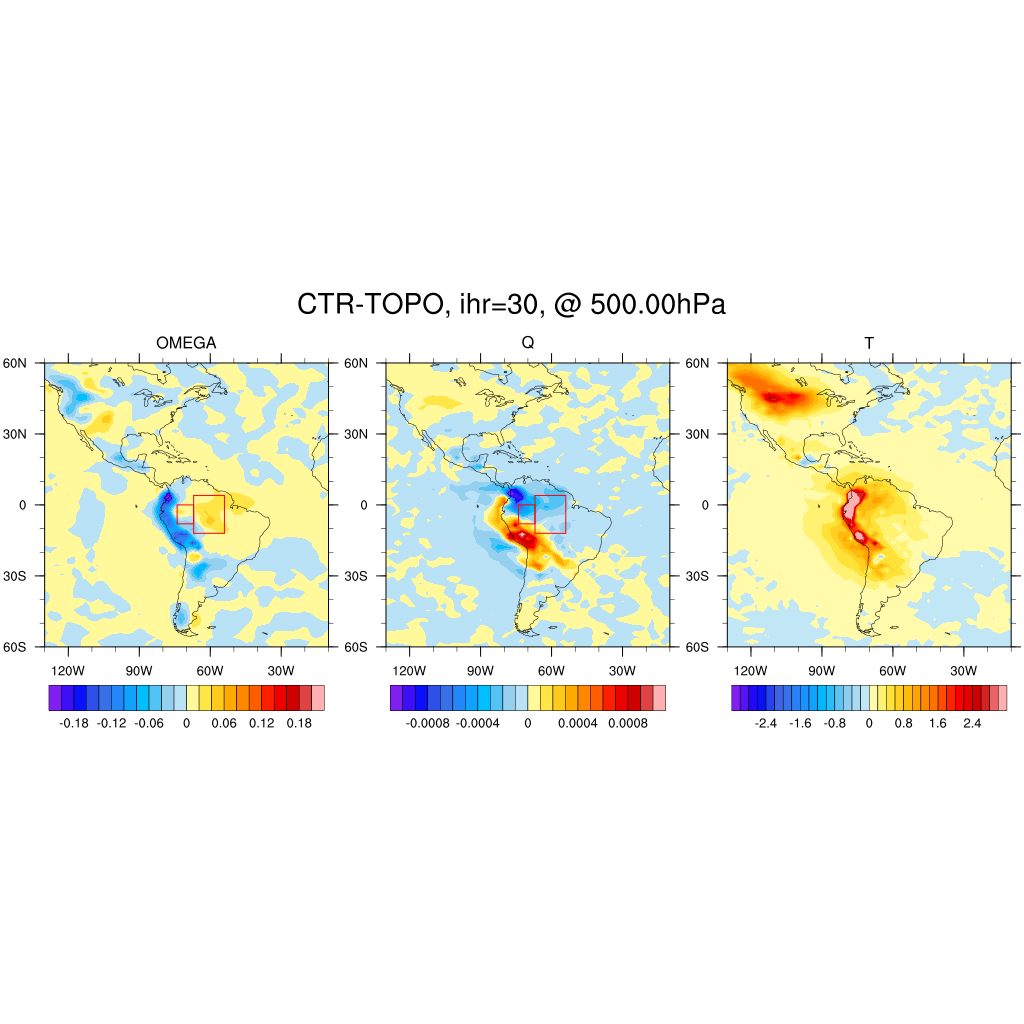 CTR-TOPO, ihr=30, @ 500.00hPa
OMEGA
60N
30N
0
30S
60S
120W 90W 60W 30W
-0.18 -0.12 -0.06 0 0.06 0.12 0.18
Q
60N
30N
0
30S
60S
120W 90W 60W 30W
-0.0008 -0.0004 0 0.0004 0.0008
T
60N
30N
0
30S
60S
120W 90W 60W 30W
-2.4 -1.6 -0.8 0 0.8 1.6 2.4